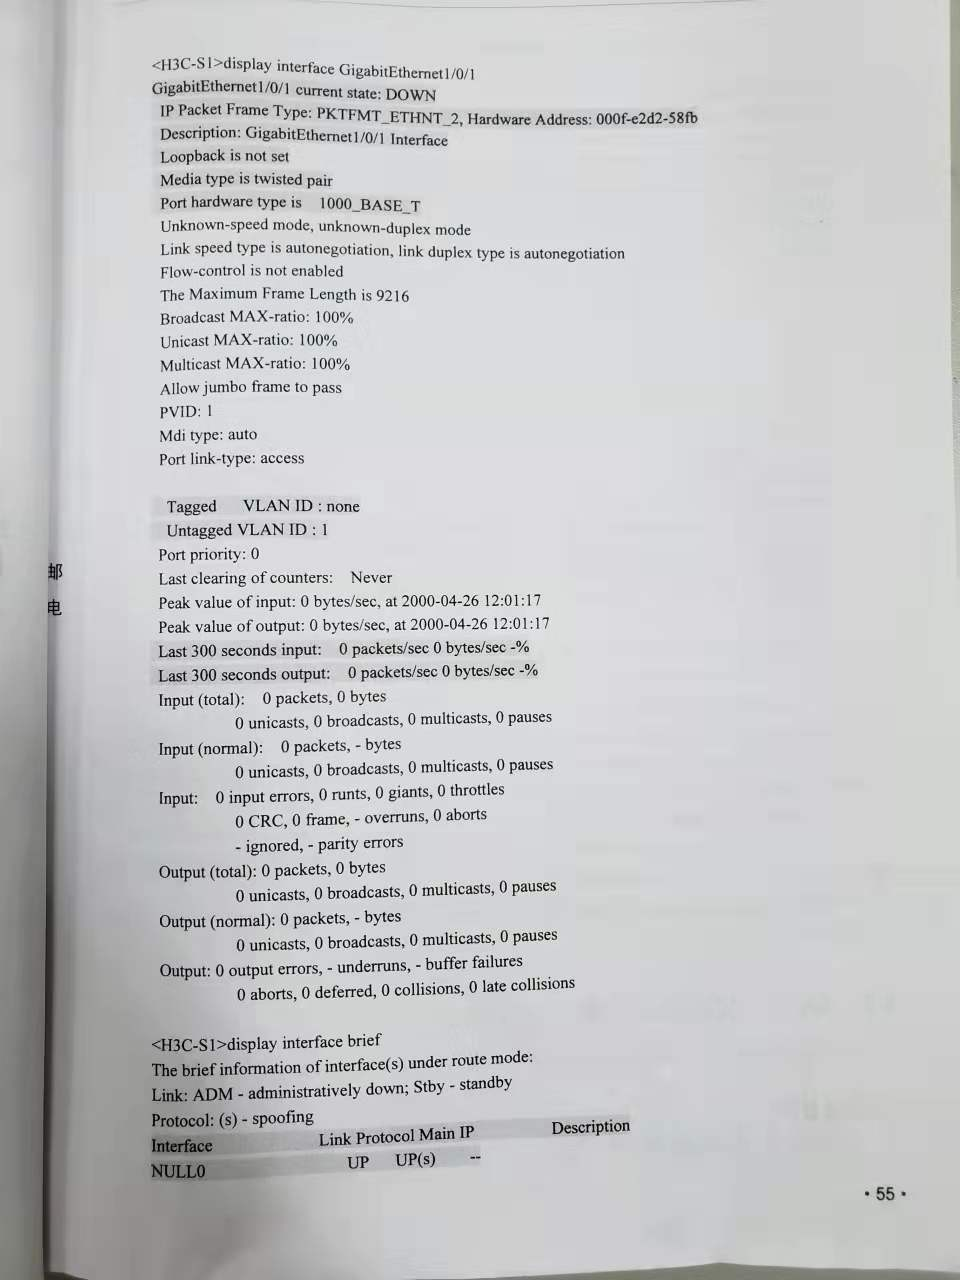 <H3C-S1>display interface GigabitEthernet1/0/1
GigabitEthernet1/0/1 current state: DOWN
IP Packet Frame Type: PKTFMT_ETHNT_2, Hardware Address: 000f-e2d2-58fb
Description: GigabitEthernet1/0/1 Interface
Loopback is not set
Media type is twisted pair
Port hardware type is 1000_BASE_T
Unknown-speed mode, unknown-duplex mode
Link speed type is autonegotiation, link duplex type is autonegotiation
Flow-control is not enabled
The Maximum Frame Length is 9216
Broadcast MAX-ratio: 100%
Unicast MAX-ratio: 100%
Multicast MAX-ratio: 100%
Allow jumbo frame to pass
PVID: 1
Mdi type: auto
Port link-type: access
Tagged VLAN ID : none
Untagged VLAN ID : 1
Port priority: 0
Last clearing of counters: Never
Peak value of input: 0 bytes/sec, at 2000-04-26 12:01:17
Peak value of output: 0 bytes/sec, at 2000-04-26 12:01:17
Last 300 seconds input: 0 packets/sec 0 bytes/sec -%
Last 300 seconds output: 0 packets/sec 0 bytes/sec -%
Input (total): 0 packets, 0 bytes
0 unicasts, 0 broadcasts, 0 multicasts, 0 pauses
Input (normal): 0 packets, - bytes
0 unicasts, 0 broadcasts, 0 multicasts, 0 pauses
Input: 0 input errors, 0 runts, 0 giants, 0 throttles
0 CRC, 0 frame, - overruns, 0 aborts
- ignored, - parity errors
Output (total): 0 packets, 0 bytes
0 unicasts, 0 broadcasts, 0 multicasts, 0 pauses
Output (normal): 0 packets, - bytes
0 unicasts, 0 broadcasts, 0 multicasts, 0 pauses
Output: 0 output errors, - underruns, - buffer failures
0 aborts, 0 deferred, 0 collisions, 0 late collisions
<H3C-S1>display interface brief
The brief information of interface(s) under route mode:
Link: ADM - administratively down; Stby - standby
Protocol: (s) - spoofing
Interface Link Protocol Main IP Description
NULL0 UP UP(s) --
· 55 ·
邮
电